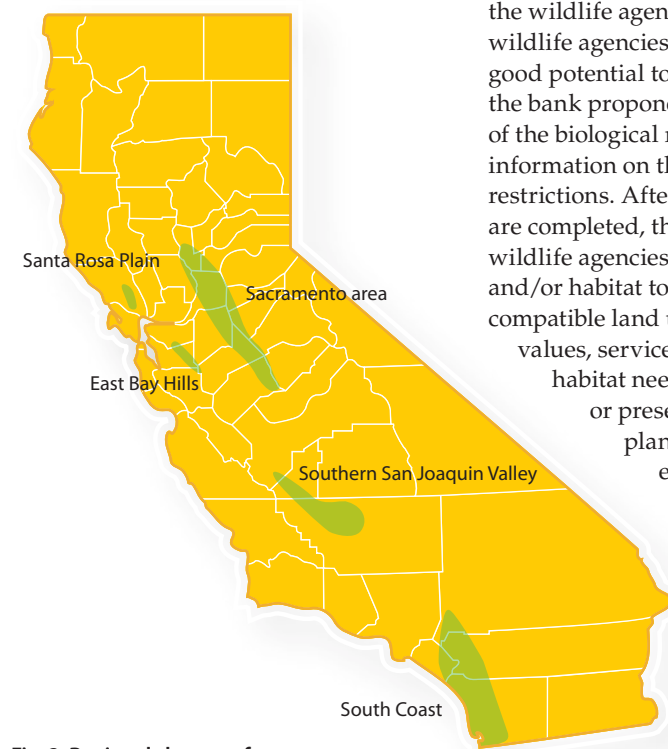 the wildlife agen
wildlife agencies
good potential to
the bank propone
of the biological
information on th
restrictions. After
are completed, th
wildlife agencies
and/or habitat to
compatible land
values, service
habitat nee
or prese
plan
e
Santa Rosa Plain
Sacramento area
East Bay Hills
Southern San Joaquin Valley
South Coast